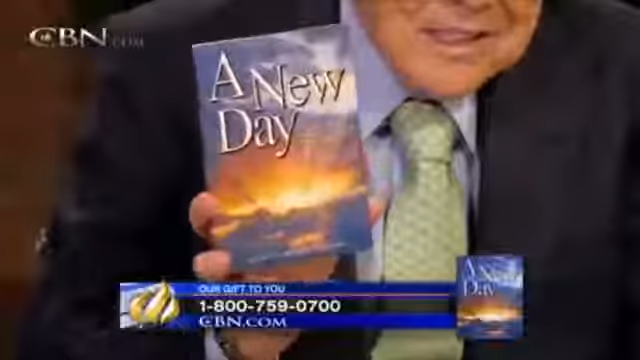 CBN.COM
A New
Day
OUR GIFT TO YOU
1-800-759-0700
CBN.COM
A New
Day